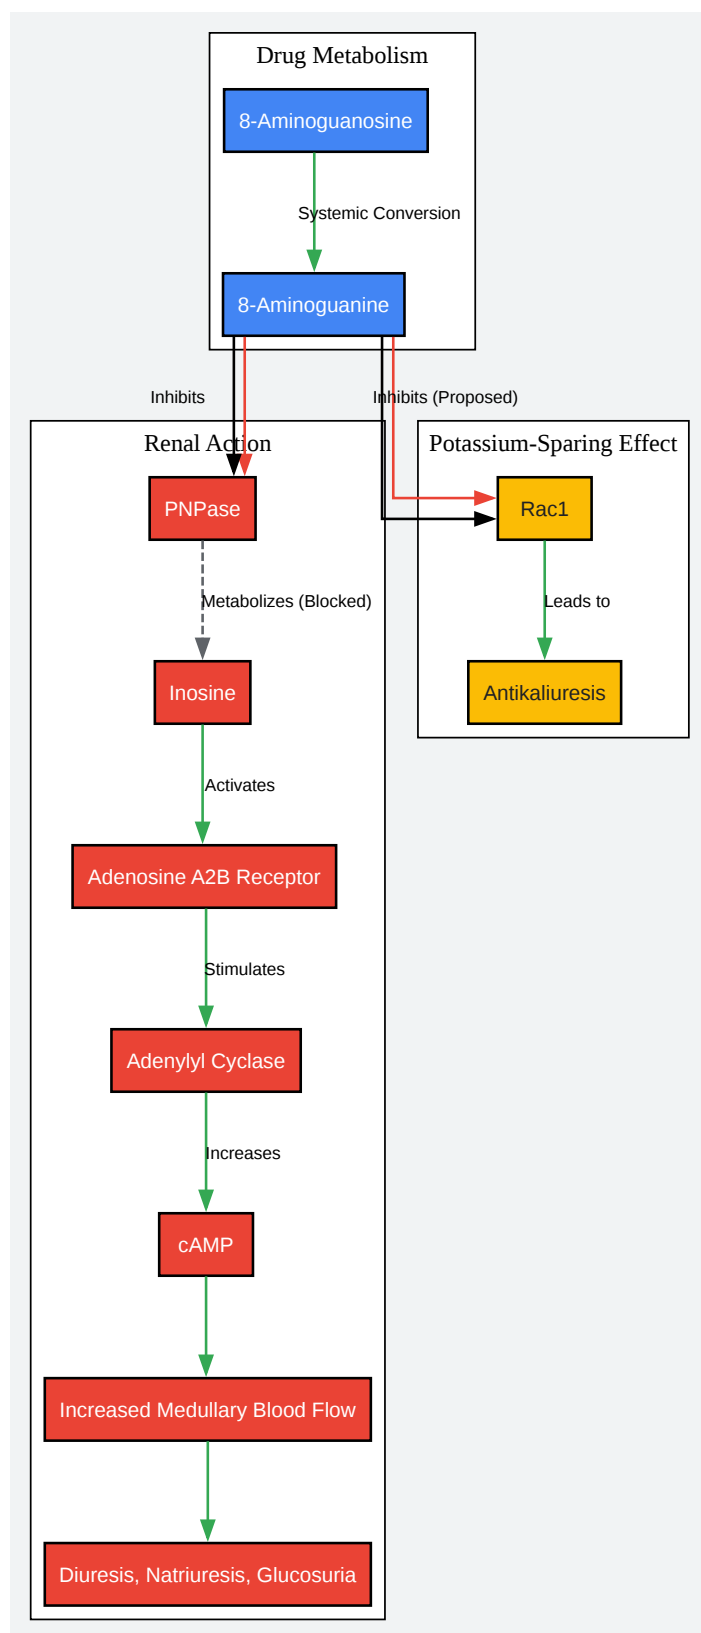 Drug Metabolism
8-Aminoguanosine
Systemic Conversion
8-Aminoguanine
Inhibits
Inhibits (Proposed)
Renal Action
Potassium-Sparing Effect
PNPase
Rac1
Metabolizes (Blocked)
Leads to
Inosine
Antikaliuresis
Activates
Adenosine A2B Receptor
Stimulates
Adenylyl Cyclase
Increases
cAMP
Increased Medullary Blood Flow
Diuresis, Natriuresis, Glucosuria